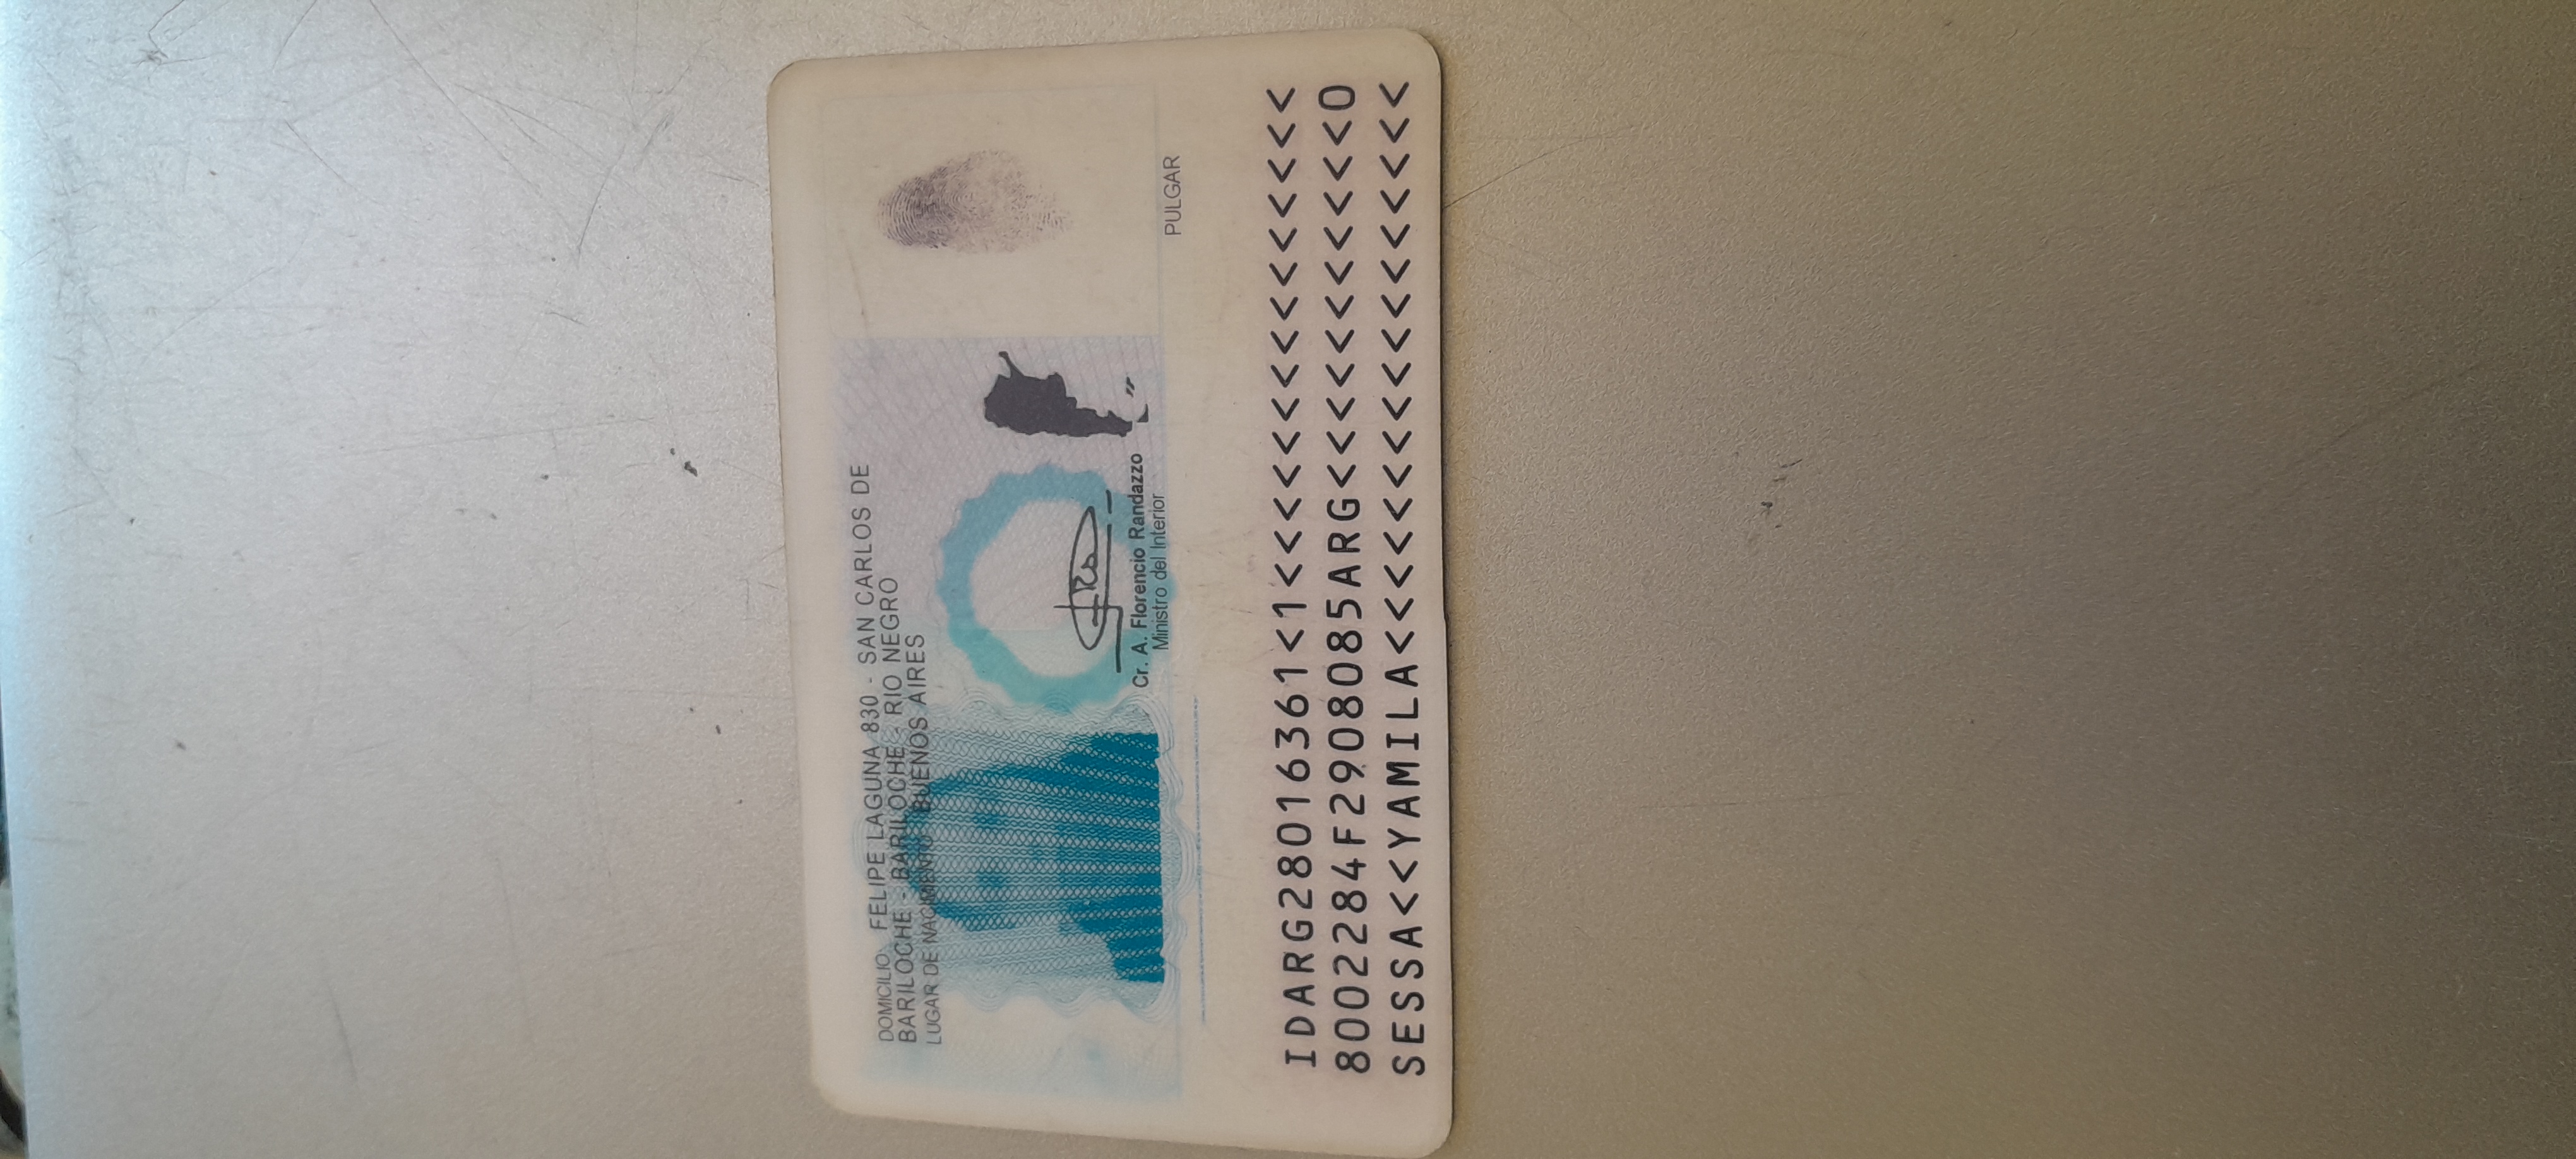 DOMICILIO: FELIPE LAGUNA 830 - SAN CARLOS DE
BARILOCHE - BARILOCHE - RIO NEGRO
LUGAR DE NACIMIENTO: BUENOS AIRES
Cr. A. Florencio Randazzo
Ministro del Interior
PULGAR
IDARG28016361<1<<<<<<<<<<<<<<<
8002284F2908085ARG<<<<<<<<<<<0
SESSA<<YAMILA<<<<<<<<<<<<<<<<<